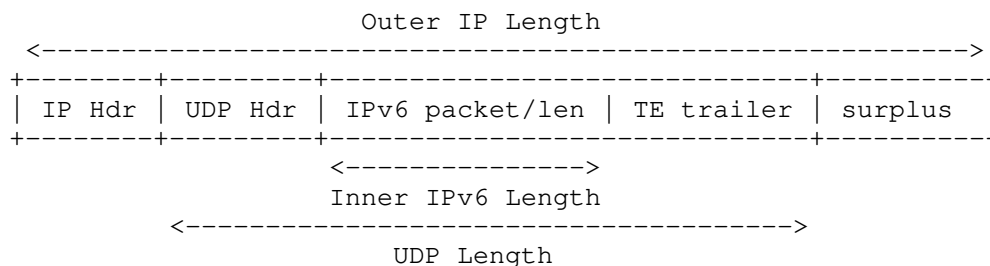 Outer IP Length
<---------------------------------------------------------->
+--------+---------+------------------------------+----------
| IP Hdr | UDP Hdr | IPv6 packet/len | TE trailer | surplus
+--------+---------+------------------------------+----------
<--------------->
Inner IPv6 Length
<-------------------------------------->
UDP Length